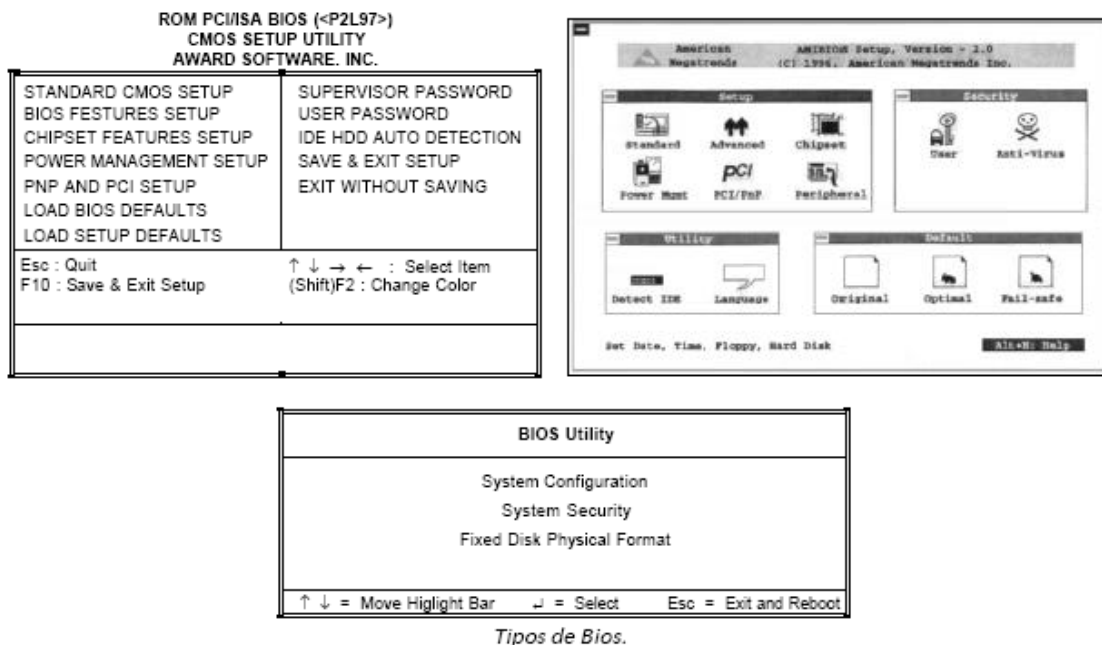 ROM PCI/ISA BIOS (<P2L97>)
CMOS SETUP UTILITY
AWARD SOFTWARE. INC.
STANDARD CMOS SETUP
BIOS FESTURES SETUP
CHIPSET FEATURES SETUP
POWER MANAGEMENT SETUP
PNP AND PCI SETUP
LOAD BIOS DEFAULTS
LOAD SETUP DEFAULTS
SUPERVISOR PASSWORD
USER PASSWORD
IDE HDD AUTO DETECTION
SAVE & EXIT SETUP
EXIT WITHOUT SAVING
Esc : Quit
F10 : Save & Exit Setup
↑ ↓ → ← : Select Item
(Shift)F2 : Change Color
American
Megatrends
AMIBIOS Setup, Version - 1.0
(C) 1996, American Megatrends Inc.
Setup
Standard
Advanced
Chipset
Power Mgmt
PCI
PCI/PnP
Peripheral
Security
User
Anti-Virus
Utility
Detect IDE
Language
Default
Original
Optimal
Fail-safe
Set Date, Time, Floppy, Hard Disk
Alt+H: Help
BIOS Utility
System Configuration
System Security
Fixed Disk Physical Format
↑ ↓ = Move Higlight Bar
↵ = Select
Esc = Exit and Reboot
Tipos de Bios.